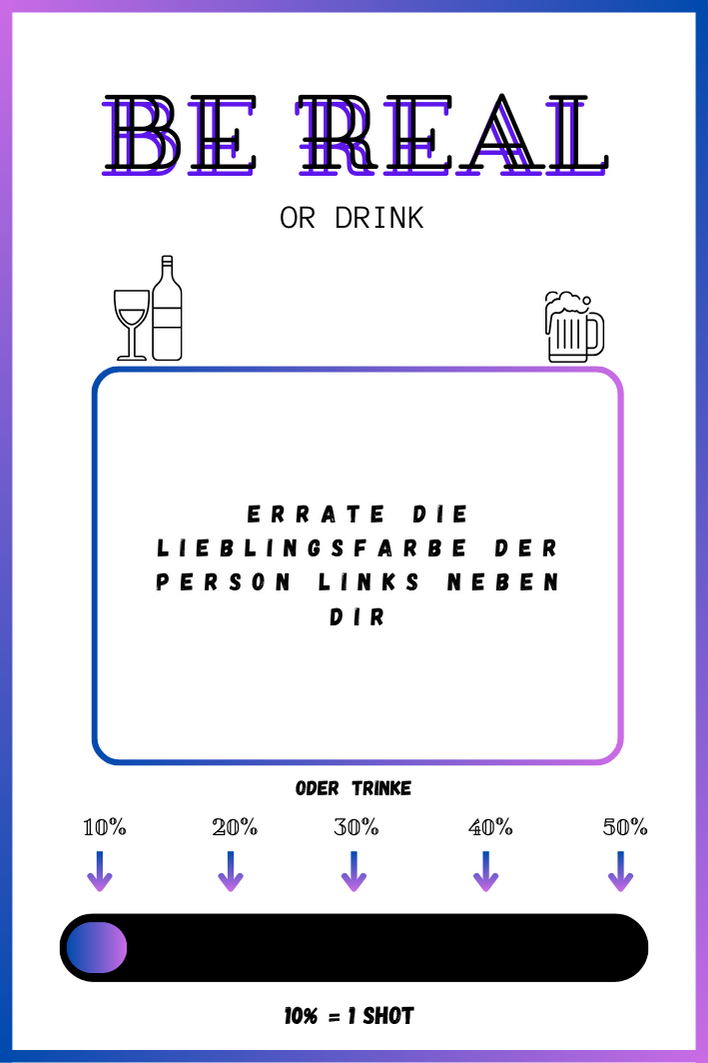 BE REAL
OR DRINK
ERRATE DIE
LIEBLINGSFARBE DER
PERSON LINKS NEBEN
DIR
ODER TRINKE
10% 20% 30% 40% 50%
10% = 1 SHOT